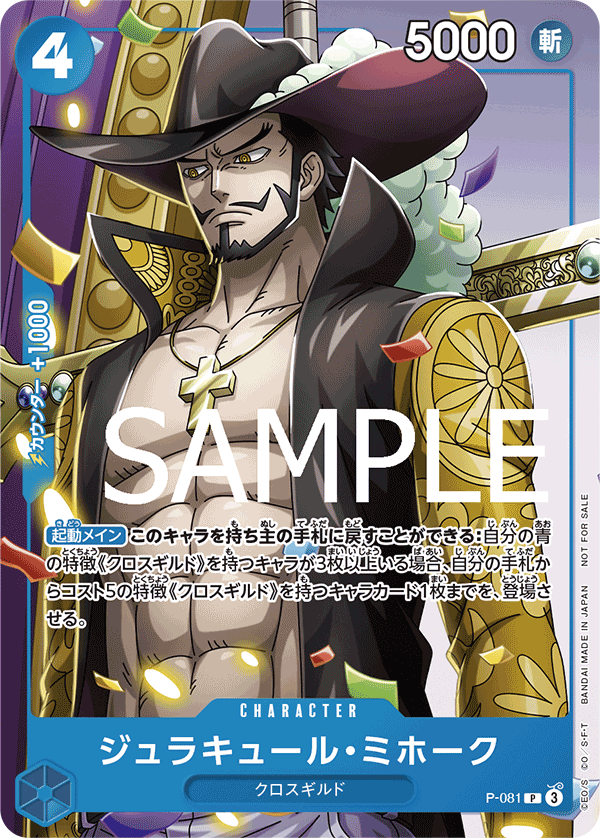 4
5000 斬
カウンター +1000
SAMPLE
起動メイン このキャラを持ち主の手札に戻すことができる：自分の青
の特徴《クロスギルド》を持つキャラが3枚以上いる場合、自分の手札か
らコスト5の特徴《クロスギルド》を持つキャラカード1枚までを、登場さ
せる。
CHARACTER
ジュラキュール・ミホーク
クロスギルド
P-081 P 3
©E/O/S ©O/S・F・T BANDAI MADE IN JAPAN NOT FOR SALE